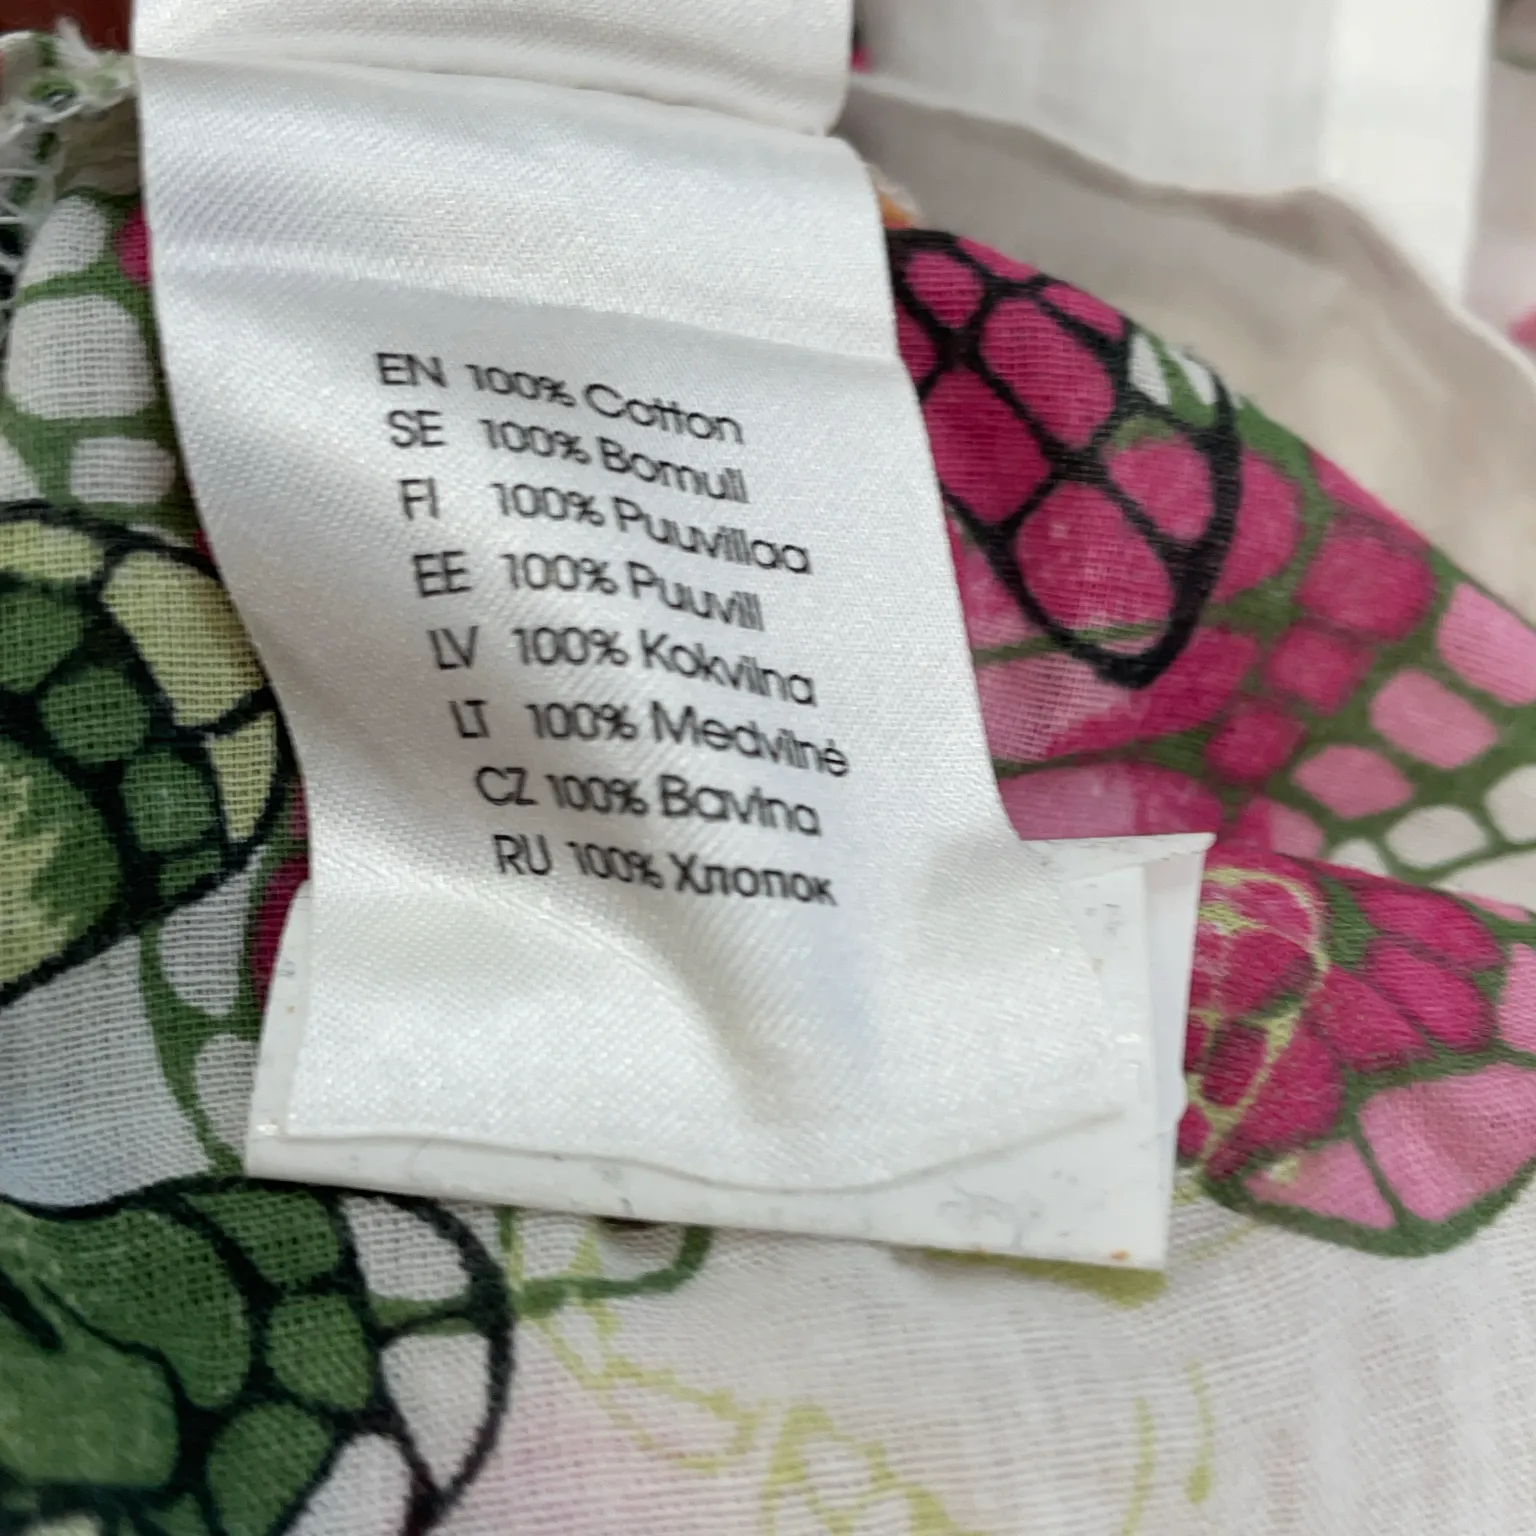 EN 100% Cotton
SE 100% Bomull
FI 100% Puuvillaa
EE 100% Puuvill
LV 100% Kokvilna
LT 100% Medvilnė
CZ 100% Bavlna
RU 100% Хлопок